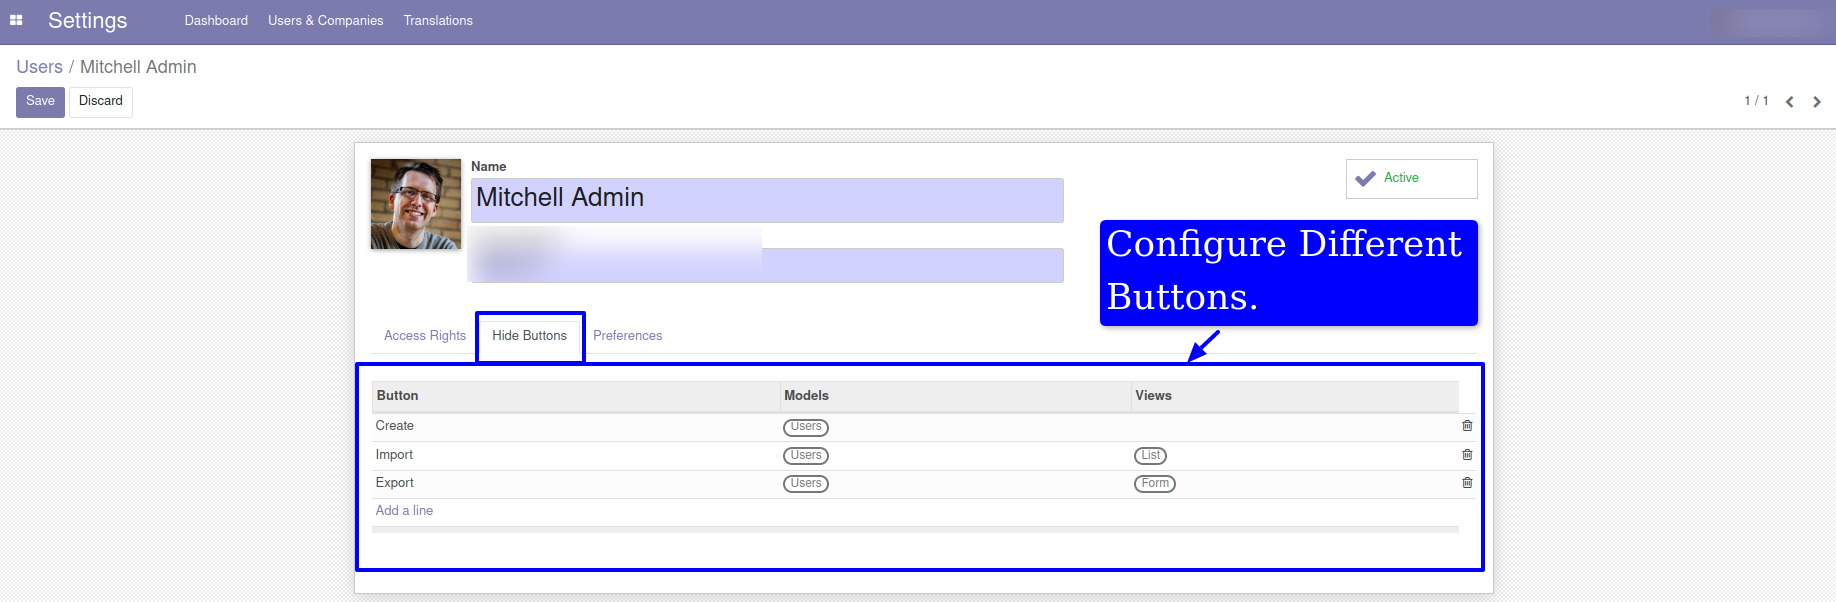 Settings Dashboard Users & Companies Translations
Users / Mitchell Admin
Save Discard 1 / 1
Name
Mitchell Admin
Active
Configure Different
Buttons.
Access Rights Hide Buttons Preferences
Button Models Views
Create Users
Import Users List
Export Users Form
Add a line